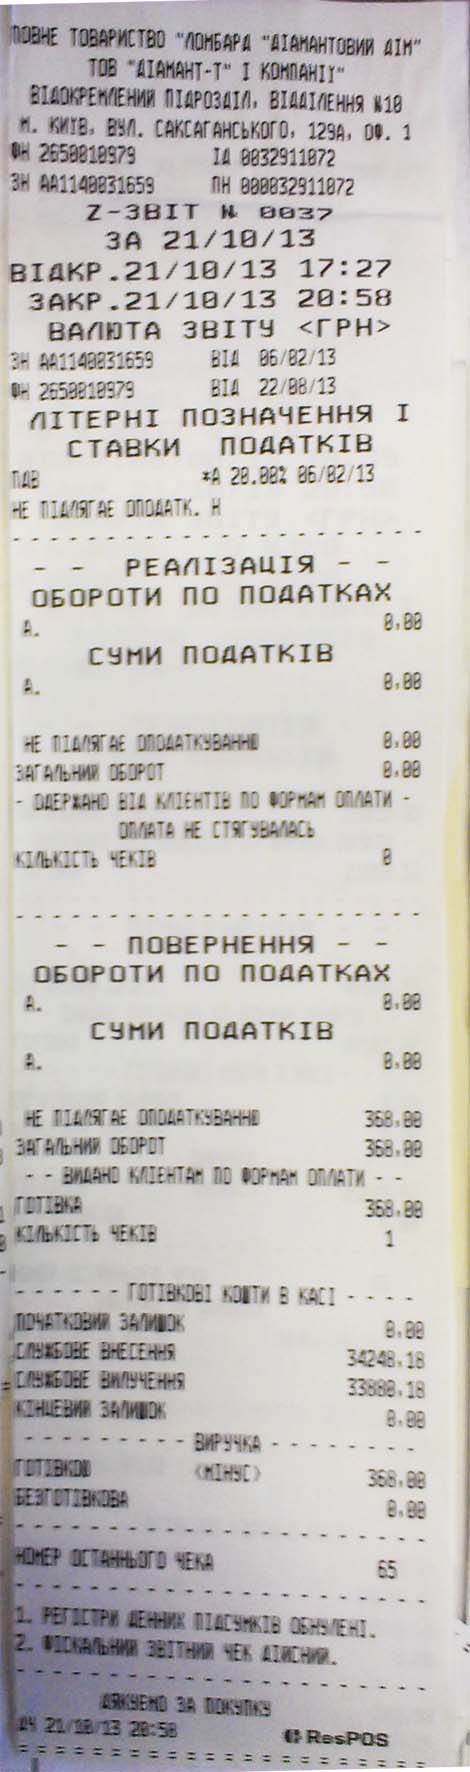 ПОВНЕ ТОВАРИСТВО "ЛОМБАРД "ДІАМАНТОВИЙ ДІМ"
ТОВ "ДІАМАНТ-Т" І КОМПАНІЇ"
ВІДОКРЕМЛЕНИЙ ПІДРОЗДІЛ, ВІДДІЛЕННЯ №10
М. КИЇВ, ВУЛ. САКСАГАНСЬКОГО, 129А, ОФ. 1
ФН 2650010979 ІД 0032911072
ЗН АА1140031659 ПН 000032911072
Z-ЗВІТ № 0037
ЗА 21/10/13
ВІДКР.21/10/13 17:27
ЗАКР.21/10/13 20:58
ВАЛЮТА ЗВІТУ <ГРН>
ЗН АА1140031659 ВІД 06/02/13
ФН 2650010979 ВІД 22/08/13
ЛІТЕРНІ ПОЗНАЧЕННЯ І
СТАВКИ ПОДАТКІВ
ПДВ *А 20.00% 06/02/13
НЕ ПІДЛЯГАЄ ОПОДАТК. Н
- - РЕАЛІЗАЦІЯ - -
ОБОРОТИ ПО ПОДАТКАХ
А. 0,00
СУМИ ПОДАТКІВ
А. 0,00
НЕ ПІДЛЯГАЄ ОПОДАТКУВАННЮ 0,00
ЗАГАЛЬНИЙ ОБОРОТ 0,00
- ОДЕРЖАНО ВІД КЛІЄНТІВ ПО ФОРМАМ ОПЛАТИ -
ОПЛАТА НЕ СТЯГУВАЛАСЬ
КІЛЬКІСТЬ ЧЕКІВ 0
- - ПОВЕРНЕННЯ - -
ОБОРОТИ ПО ПОДАТКАХ
А. 0,00
СУМИ ПОДАТКІВ
А. 0,00
НЕ ПІДЛЯГАЄ ОПОДАТКУВАННЮ 368,00
ЗАГАЛЬНИЙ ОБОРОТ 368,00
- - ВИДАНО КЛІЄНТАМ ПО ФОРМАМ ОПЛАТИ - -
ГОТІВКА 368,00
КІЛЬКІСТЬ ЧЕКІВ 1
- - - - - - ГОТІВКОВІ КОШТИ В КАСІ - - - -
ПОЧАТКОВИЙ ЗАЛИШОК 0,00
СЛУЖБОВЕ ВНЕСЕННЯ 34248,18
СЛУЖБОВЕ ВИЛУЧЕННЯ 33880,18
КІНЦЕВИЙ ЗАЛИШОК 0,00
- - - - - - - - - ВИРУЧКА - - - - - - - -
ГОТІВКОЮ <МІНУС> 368,00
БЕЗГОТІВКОВА 0,00
НОМЕР ОСТАННЬОГО ЧЕКА 65
1. РЕГІСТРИ ДЕННИХ ПІДСУМКІВ ОБНУЛЕНІ.
2. ФІСКАЛЬНИЙ ЗВІТНИЙ ЧЕК ДІЙСНИЙ.
ДЯКУЄМО ЗА ПОКУПКУ
ДЧ 21/10/13 20:58 ResPOS